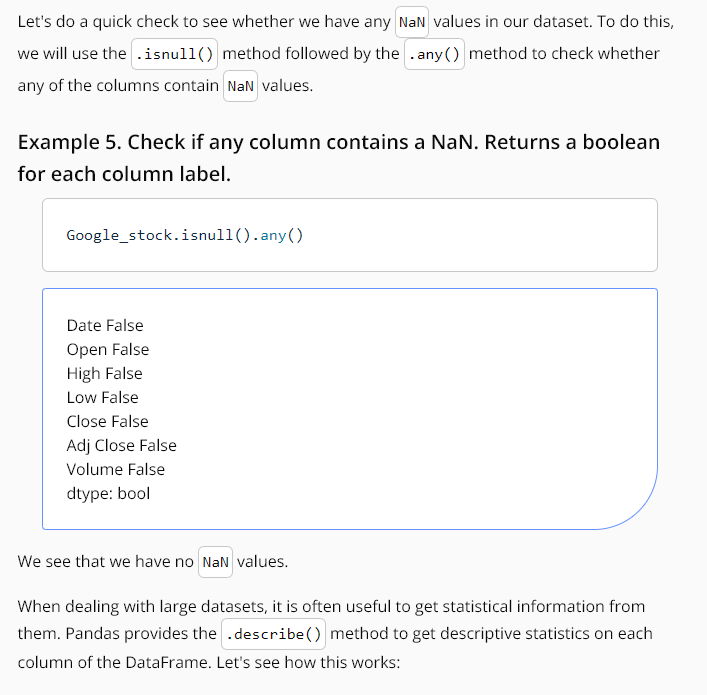 Let's do a quick check to see whether we have any NaN values in our dataset. To do this,
we will use the .isnull() method followed by the .any() method to check whether
any of the columns contain NaN values.
Example 5. Check if any column contains a NaN. Returns a boolean
for each column label.
Google_stock.isnull().any()
Date False
Open False
High False
Low False
Close False
Adj Close False
Volume False
dtype: bool
We see that we have no NaN values.
When dealing with large datasets, it is often useful to get statistical information from
them. Pandas provides the .describe() method to get descriptive statistics on each
column of the DataFrame. Let's see how this works: